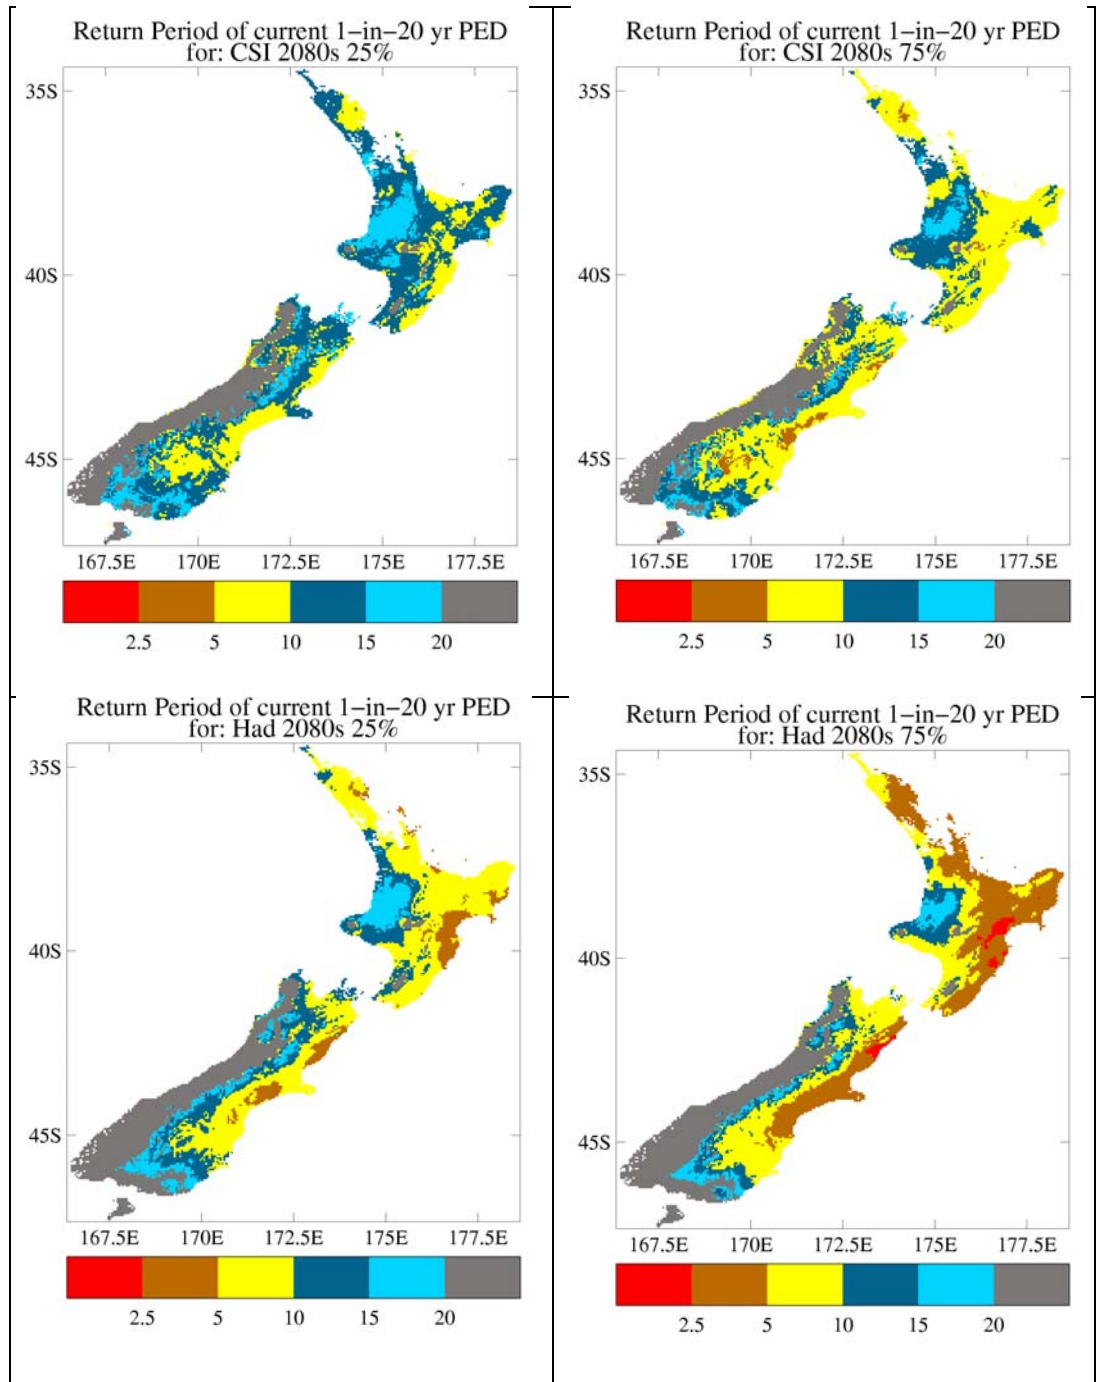 Return Period of current 1−in−20 yr PED
for: CSI 2080s 25%
35S
40S
45S
167.5E 170E 172.5E 175E 177.5E
2.5 5 10 15 20
Return Period of current 1−in−20 yr PED
for: CSI 2080s 75%
35S
40S
45S
167.5E 170E 172.5E 175E 177.5E
2.5 5 10 15 20
Return Period of current 1−in−20 yr PED
for: Had 2080s 25%
35S
40S
45S
167.5E 170E 172.5E 175E 177.5E
2.5 5 10 15 20
Return Period of current 1−in−20 yr PED
for: Had 2080s 75%
35S
40S
45S
167.5E 170E 172.5E 175E 177.5E
2.5 5 10 15 20